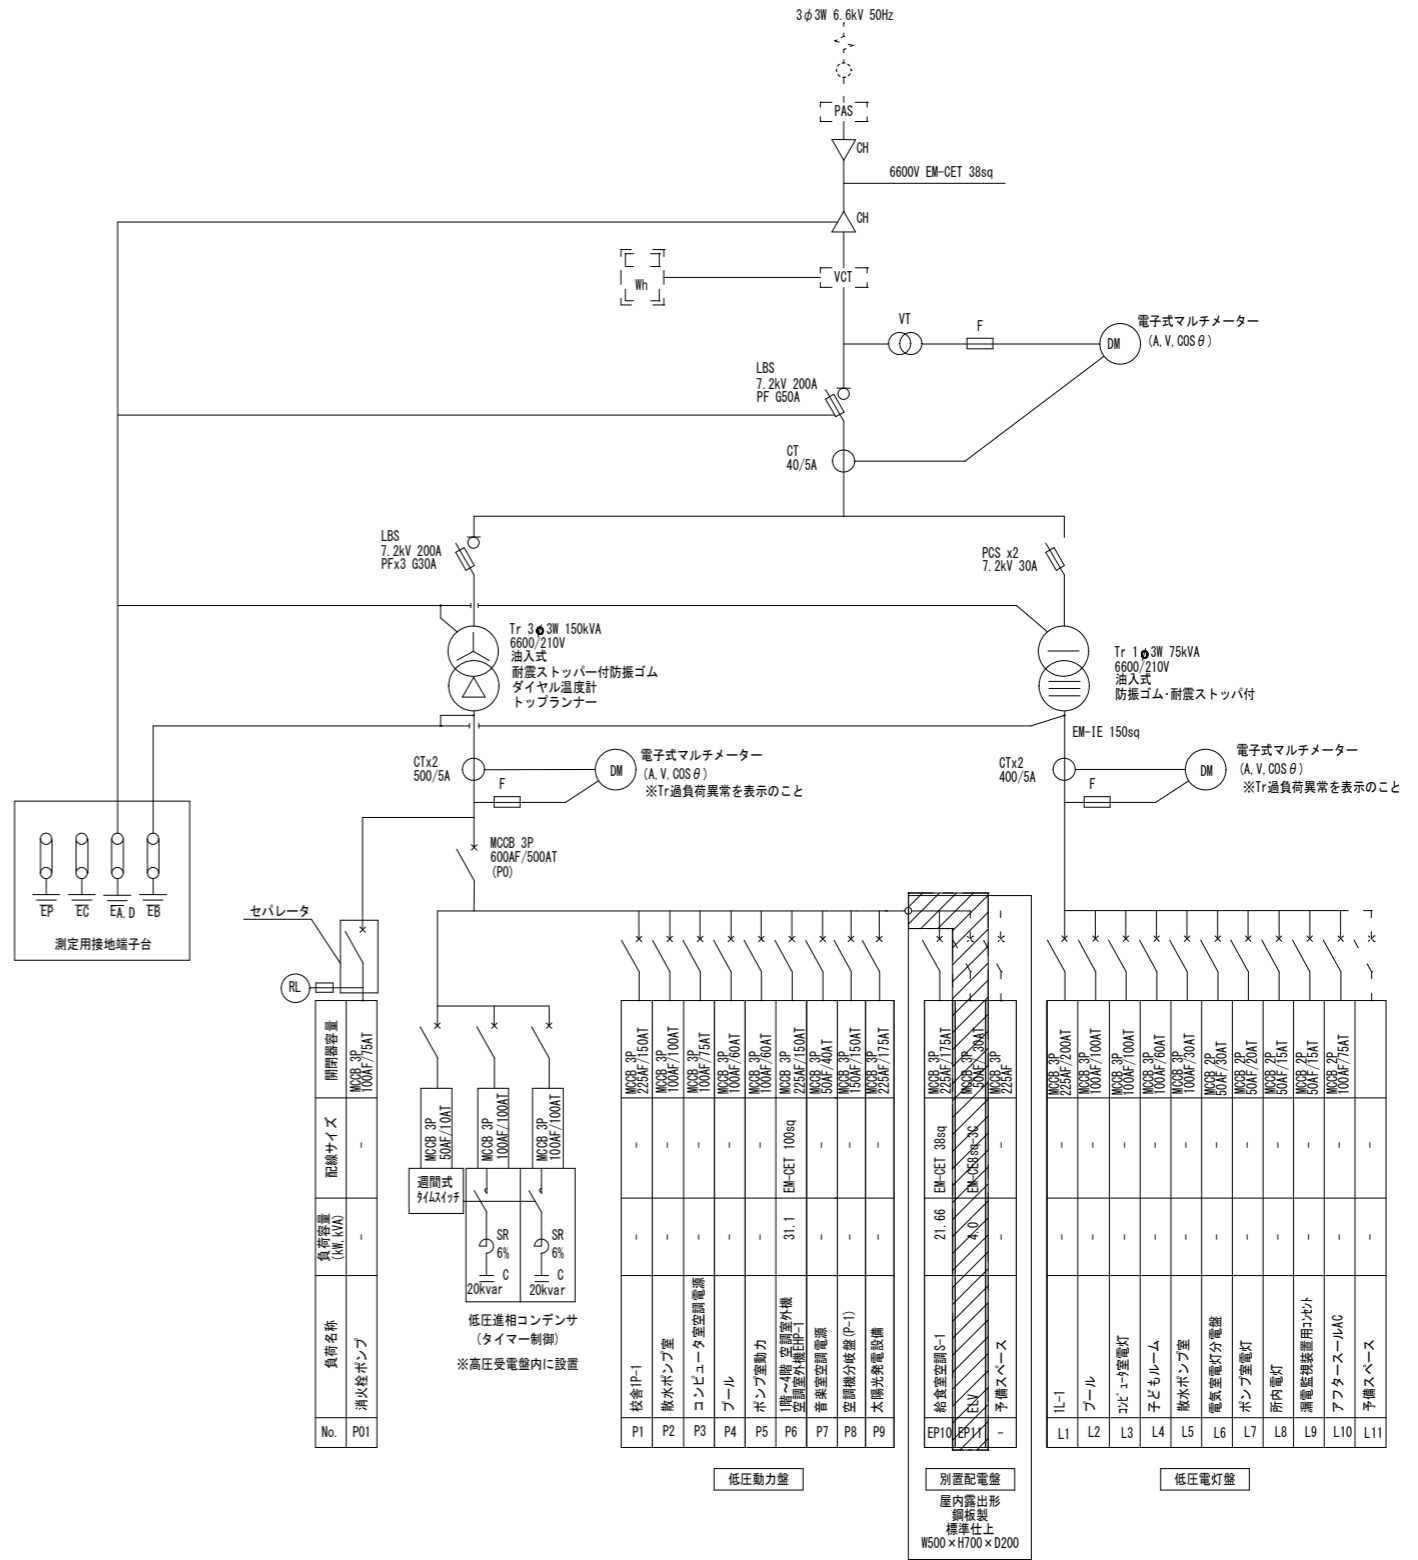 3φ3W 6.6kV 50Hz
PAS
CH
6600V EM-CET 38sq
CH
Wh
VCT
VT
F
DM
電子式マルチメーター
(A,V,COSθ)
LBS
7.2kV 200A
PF G50A
CT
40/5A
LBS
7.2kV 200A
PFx3 G30A
PCS x2
7.2kV 30A
Tr 3φ3W 150kVA
6600/210V
油入式
耐震ストッパー付防振ゴム
ダイヤル温度計
トップランナー
Tr 1φ3W 75kVA
6600/210V
油入式
防振ゴム・耐震ストッパ付
EM-IE 150sq
CTx2
500/5A
F
DM
電子式マルチメーター
(A,V,COSθ)
※Tr過負荷異常を表示のこと
CTx2
400/5A
F
DM
電子式マルチメーター
(A,V,COSθ)
※Tr過負荷異常を表示のこと
MCCB 3P
600AF/500AT
(PO)
EP
EC
EA.D
EB
測定用接地端子台
セパレータ
RL
開閉器容量
MCCB 3P
100AF/75AT
配線サイズ
-
負荷容量
(kW,kVA)
-
負荷名称
消火栓ポンプ
No.
P01
MCCB 3P
50AF/10AT
MCCB 3P
100AF/100AT
MCCB 3P
100AF/100AT
週間式
タイムスイッチ
SR
6%
C
20kvar
SR
6%
C
20kvar
低圧進相コンデンサ
(タイマー制御)
※高圧受電盤内に設置
MCCB 3P
225AF/150AT
-
-
校舎1P-1
P1
MCCB 3P
100AF/100AT
-
-
散水ポンプ室
P2
MCCB 3P
100AF/75AT
-
-
コンピュータ室空調電源
P3
MCCB 3P
100AF/60AT
-
-
プール
P4
MCCB 3P
100AF/60AT
-
-
ポンプ室動力
P5
MCCB 3P
225AF/150AT
EM-CET 100sq
31.1
1階~4階 空調室外機
空調室外機EHP-1
P6
MCCB 3P
50AF/40AT
-
-
音楽室空調電源
P7
MCCB 3P
150AF/150AT
-
-
空調機分岐盤(P-1)
P8
MCCB 3P
225AF/175AT
-
-
太陽光発電設備
P9
低圧動力盤
MCCB 3P
225AF/175AT
EM-CET 38sq
21.66
給食室空調S-1
EP10
MCCB 3P
50AF/30AT
EM-CE8sq-3C
4.0
ELV
EP11
MCCB 3P
225AF
-
-
予備スペース
-
別置配電盤
屋内露出形
鋼板製
標準仕上
W500×H700×D200
MCCB 3P
225AF/200AT
-
-
1L-1
L1
MCCB 3P
100AF/100AT
-
-
プール
L2
MCCB 3P
100AF/100AT
-
-
コンピュータ室電灯
L3
MCCB 3P
100AF/60AT
-
-
子どもルーム
L4
MCCB 3P
100AF/30AT
-
-
散水ポンプ室
L5
MCCB 2P
50AF/30AT
-
-
電気室電灯分電盤
L6
MCCB 2P
50AF/20AT
-
-
ポンプ室電灯
L7
MCCB 2P
50AF/15AT
-
-
所内電灯
L8
MCCB 2P
50AF/15AT
-
-
漏電監視装置用コンセント
L9
MCCB 2P
100AF/75AT
-
-
アフタースールAC
L10
-
-
予備スペース
L11
低圧電灯盤